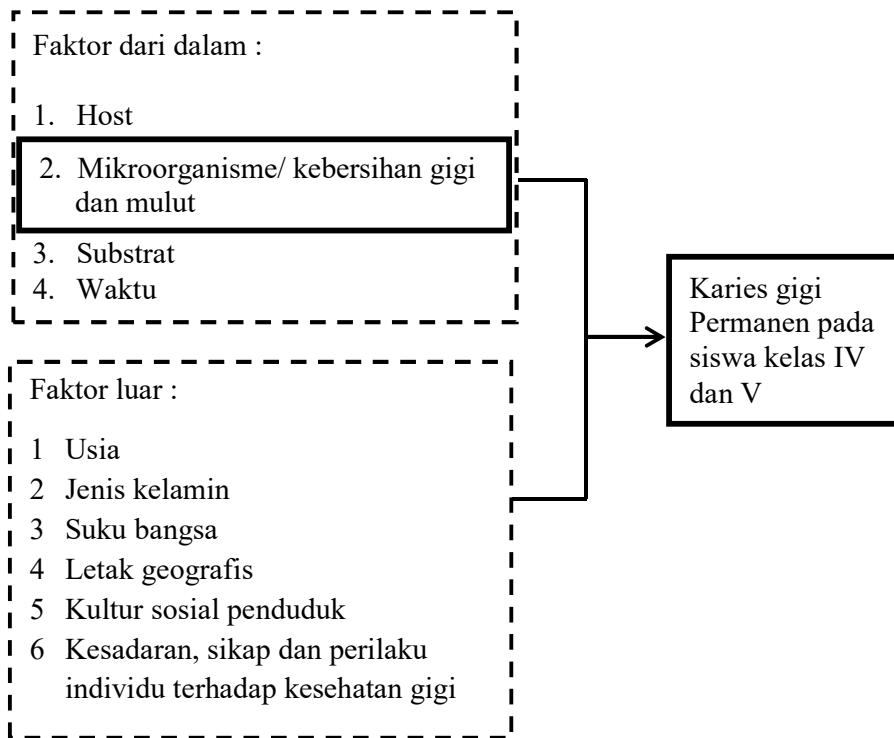 Faktor dari dalam :
1. Host
2. Mikroorganisme/ kebersihan gigi
dan mulut
3. Substrat
4. Waktu
Karies gigi
Permanen pada
siswa kelas IV
dan V
Faktor luar :
1 Usia
2 Jenis kelamin
3 Suku bangsa
4 Letak geografis
5 Kultur sosial penduduk
6 Kesadaran, sikap dan perilaku
individu terhadap kesehatan gigi